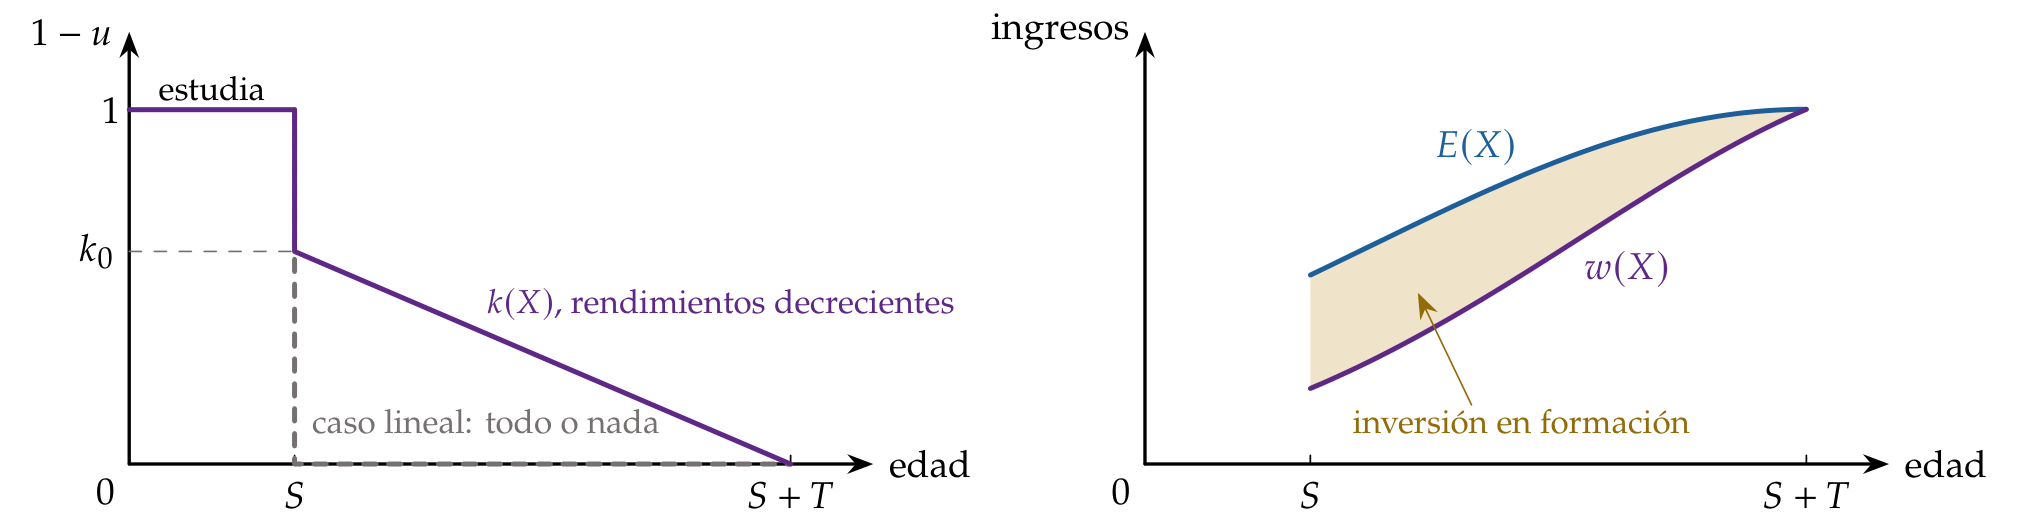 1 − u
estudia
1
k₀
k(X), rendimientos decrecientes
caso lineal: todo o nada
edad
0
S
S + T
ingresos
E(X)
w(X)
inversión en formación
edad
0
S
S + T